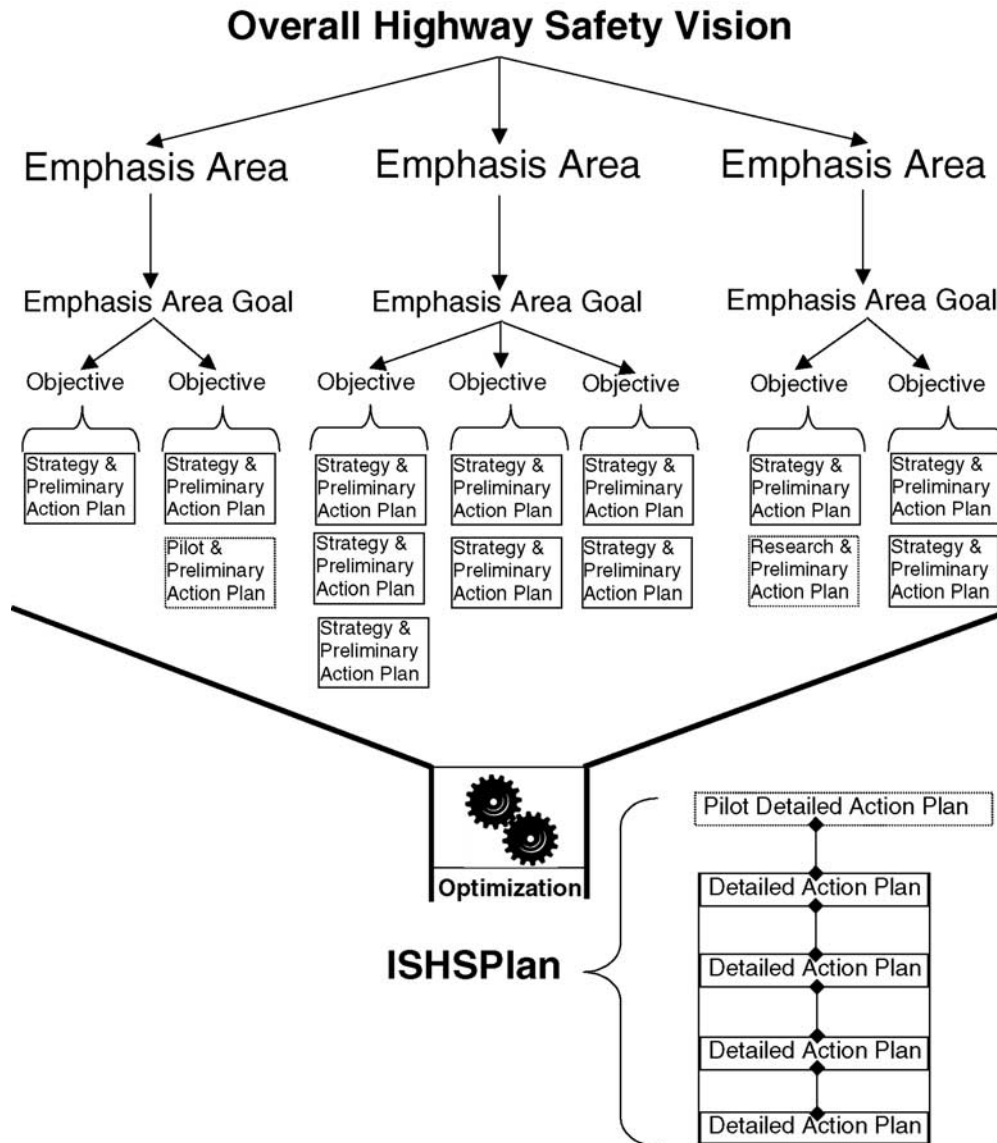 Overall Highway Safety Vision
Emphasis Area
Emphasis Area
Emphasis Area
Emphasis Area Goal
Emphasis Area Goal
Emphasis Area Goal
Objective
Objective
Objective
Objective
Objective
Objective
Objective
Strategy &
Preliminary
Action Plan
Strategy &
Preliminary
Action Plan
Strategy &
Preliminary
Action Plan
Strategy &
Preliminary
Action Plan
Strategy &
Preliminary
Action Plan
Strategy &
Preliminary
Action Plan
Strategy &
Preliminary
Action Plan
Pilot &
Preliminary
Action Plan
Strategy &
Preliminary
Action Plan
Strategy &
Preliminary
Action Plan
Strategy &
Preliminary
Action Plan
Research &
Preliminary
Action Plan
Strategy &
Preliminary
Action Plan
Strategy &
Preliminary
Action Plan
Optimization
ISHSPlan
Pilot Detailed Action Plan
Detailed Action Plan
Detailed Action Plan
Detailed Action Plan
Detailed Action Plan